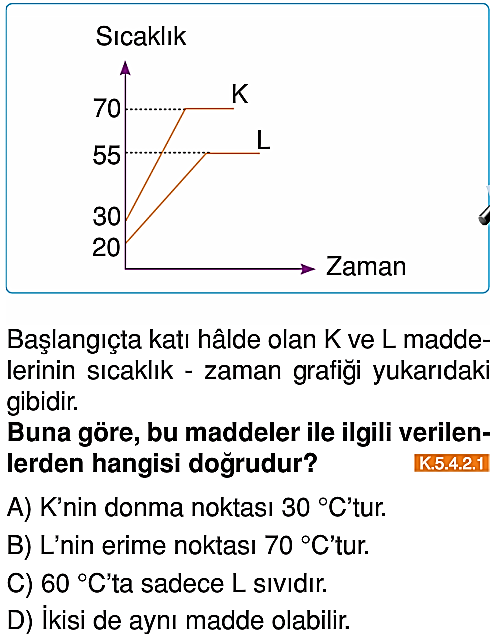 Sıcaklık
70
K
55
L
30
20
Zaman
Başlangıçta katı hâlde olan K ve L madde-
lerinin sıcaklık - zaman grafiği yukarıdaki
gibidir.
Buna göre, bu maddeler ile ilgili verilen-
lerden hangisi doğrudur? K.5.4.2.1
A) K’nin donma noktası 30 °C’tur.
B) L’nin erime noktası 70 °C’tur.
C) 60 °C’ta sadece L sıvıdır.
D) İkisi de aynı madde olabilir.